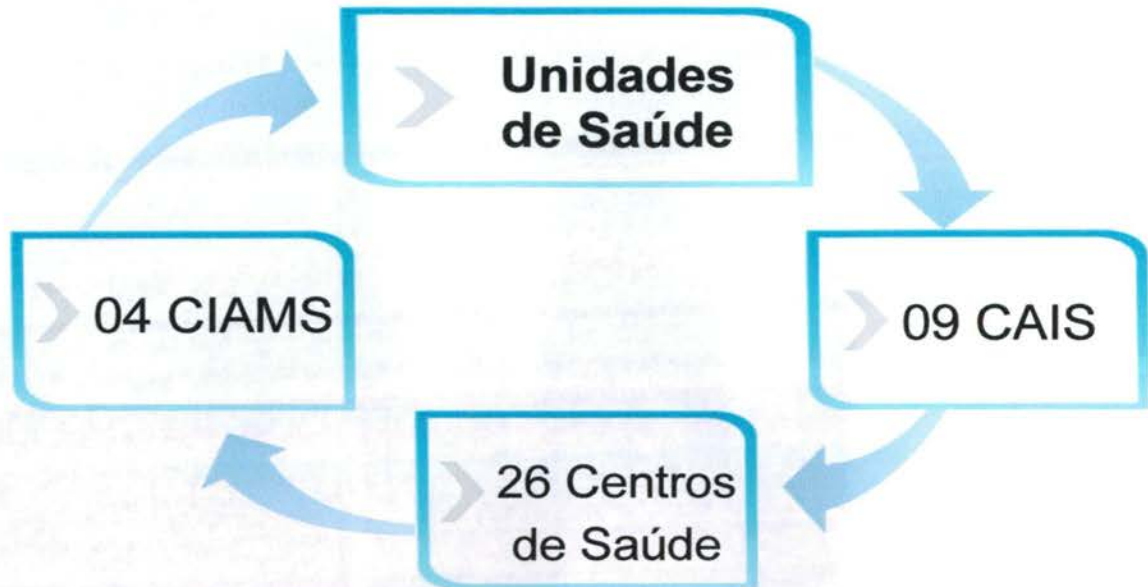 Unidades
de Saúde
04 CIAMS
09 CAIS
26 Centros
de Saúde